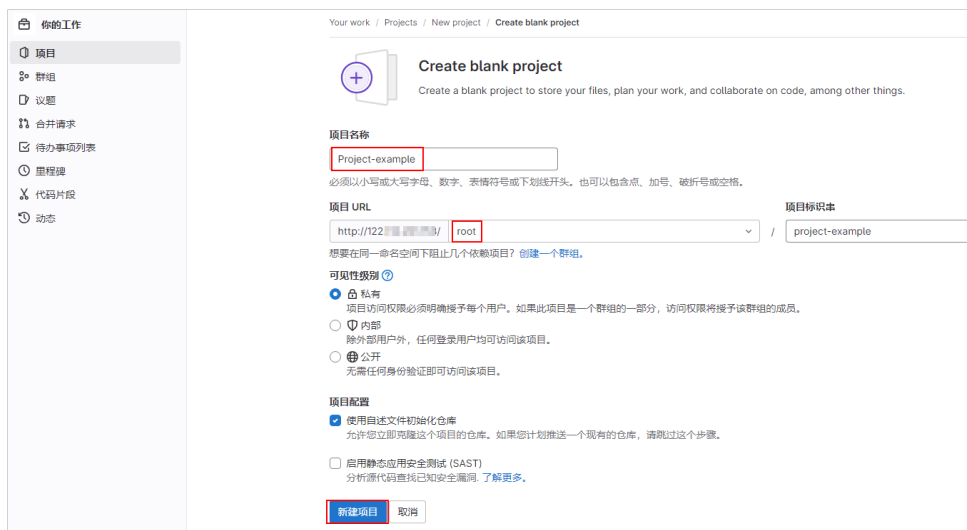 你的工作
项目
群组
议题
合并请求
待办事项列表
里程碑
代码片段
动态
Your work / Projects / New project / Create blank project
Create blank project
Create a blank project to store your files, plan your work, and collaborate on code, among other things.
项目名称
Project-example
必须以小写或大写字母、数字、表情符号或下划线开头。也可以包含点、加号、破折号或空格。
项目 URL
项目标识串
http://122 / root / project-example
想要在同一命名空间下阻止几个依赖项目？创建一个群组。
可见性级别
私有
项目访问权限必须明确授予每个用户。如果此项目是一个群组的一部分，访问权限将授予该群组的成员。
内部
除外部用户外，任何登录用户均可访问该项目。
公开
无需任何身份验证即可访问该项目。
项目配置
使用自述文件初始化仓库
允许您立即克隆这个项目的仓库。如果您计划推送一个现有的仓库，请跳过这个步骤。
启用静态应用安全测试 (SAST)
分析源代码查找已知安全漏洞. 了解更多。
新建项目 取消